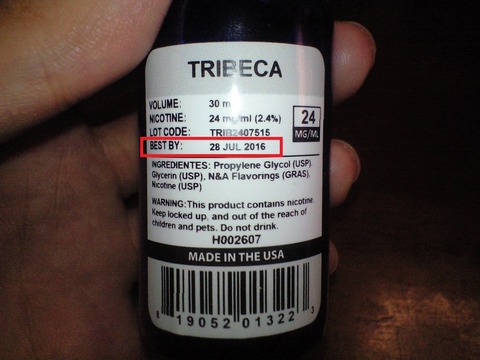 TRIBECA
VOLUME: 30 ml
NICOTINE: 24 mg/ml (2.4%)
LOT CODE: TRIB2407515
BEST BY: 28 JUL 2016
24
MG/ML
INGREDIENTES: Propylene Glycol (USP).
Glycerin (USP), N&A Flavorings (GRAS),
Nicotine (USP)
WARNING: This product contains nicotine.
Keep locked up, and out of the reach of
children and pets. Do not drink.
H002607
MADE IN THE USA
8 19052 01322 3